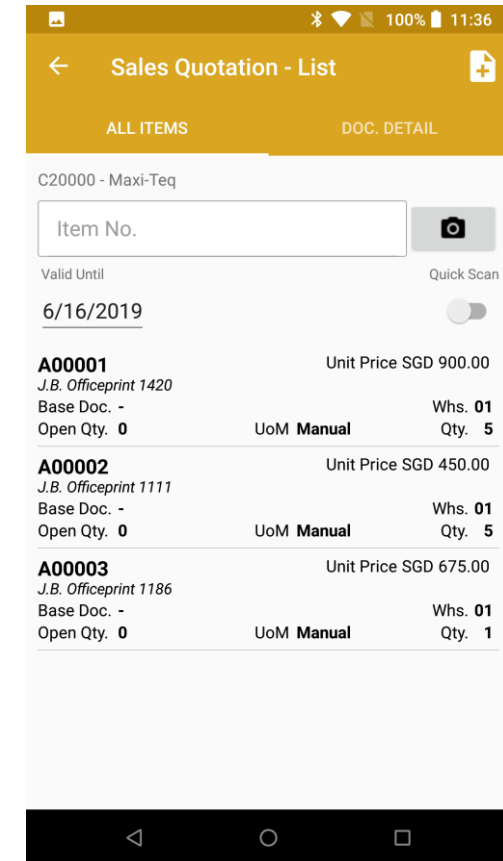 100% 11:36
Sales Quotation - List
ALL ITEMS DOC. DETAIL
C20000 - Maxi-Teq
Item No.
Valid Until Quick Scan
6/16/2019
A00001 Unit Price SGD 900.00
J.B. Officeprint 1420
Base Doc. - Whs. 01
Open Qty. 0 UoM Manual Qty. 5
A00002 Unit Price SGD 450.00
J.B. Officeprint 1111
Base Doc. - Whs. 01
Open Qty. 0 UoM Manual Qty. 5
A00003 Unit Price SGD 675.00
J.B. Officeprint 1186
Base Doc. - Whs. 01
Open Qty. 0 UoM Manual Qty. 1